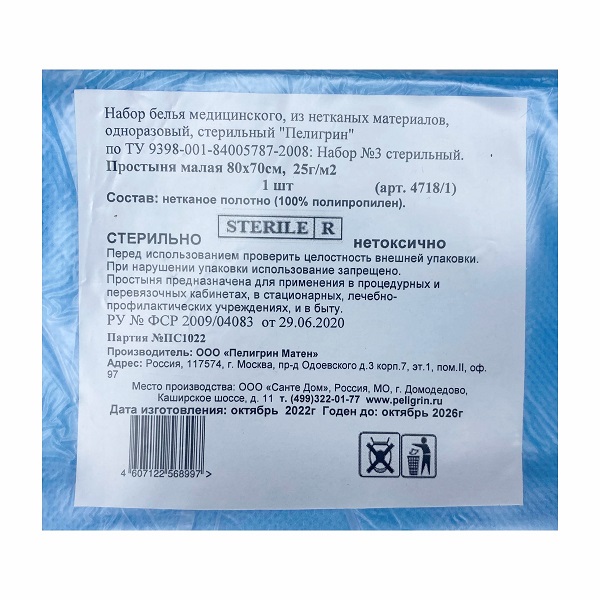 Набор белья медицинского, из нетканых материалов,
одноразовый, стерильный "Пелигрин"
по ТУ 9398-001-84005787-2008: Набор №3 стерильный.
Простыня малая 80х70см, 25г/м2
1 шт (арт. 4718/1)
Состав: нетканое полотно (100% полипропилен).
STERILE R
СТЕРИЛЬНО НЕТОКСИЧНО
Перед использованием проверить целостность внешней упаковки.
При нарушении упаковки использование запрещено.
Простыня предназначена для применения в процедурных и
перевязочных кабинетах, в стационарных, лечебно-
профилактических учреждениях, и в быту.
РУ № ФСР 2009/04083 от 29.06.2020
Партия №ПС1022
Производитель: ООО «Пелигрин Матен»
Адрес: Россия, 117574, г. Москва, пр-д Одоевского д.3 корп.7, эт.1, пом.II, оф.
97
Место производства: ООО «Санте Дом», Россия, МО, г. Домодедово,
Каширское шоссе, д. 11 т. (499)322-01-77 www.peligrin.ru
Дата изготовления: октябрь 2022г Годен до: октябрь 2026г
4 607122 568997 >